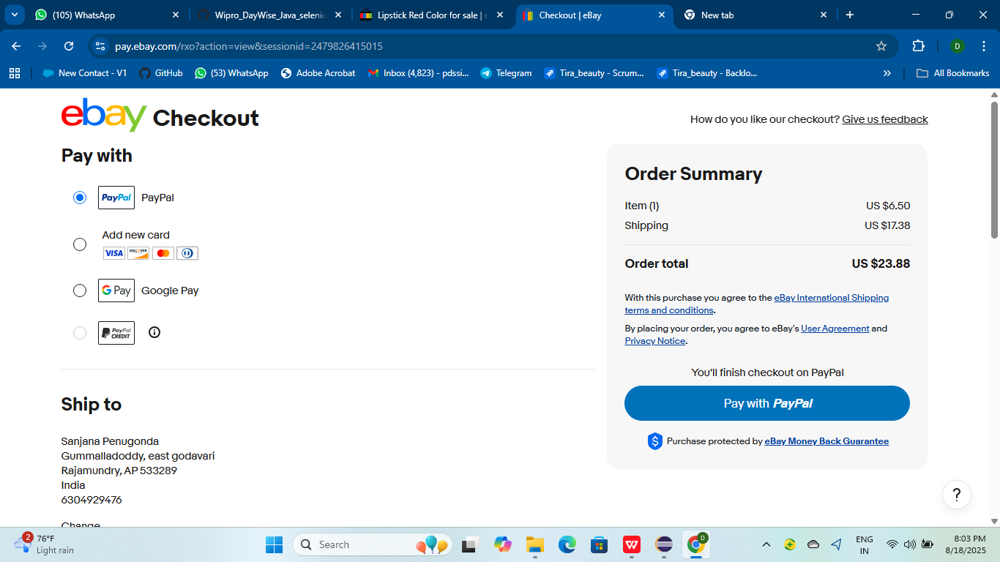 (105) WhatsApp
Wipro_DayWise_Java_seleniu
Lipstick Red Color for sale | e
Checkout | eBay
New tab
pay.ebay.com/rxo?action=view&sessionid=2479826415015
D
New Contact - V1
GitHub
(53) WhatsApp
Adobe Acrobat
Inbox (4,823) - pdssi...
Telegram
Tira_beauty - Scrum...
Tira_beauty - Backlo...
All Bookmarks
ebay Checkout
How do you like our checkout? Give us feedback
Pay with
PayPal PayPal
Add new card
VISA DISCOVER
G Pay Google Pay
PayPal CREDIT
Ship to
Sanjana Penugonda
Gummalladoddy, east godavari
Rajamundry, AP 533289
India
6304929476
Change
Order Summary
Item (1) US $6.50
Shipping US $17.38
Order total US $23.88
With this purchase you agree to the eBay International Shipping
terms and conditions.
By placing your order, you agree to eBay's User Agreement and
Privacy Notice.
You'll finish checkout on PayPal
Pay with PayPal
Purchase protected by eBay Money Back Guarantee
?
2
76°F
Light rain
Search
D
ENG
IN
8:03 PM
8/18/2025